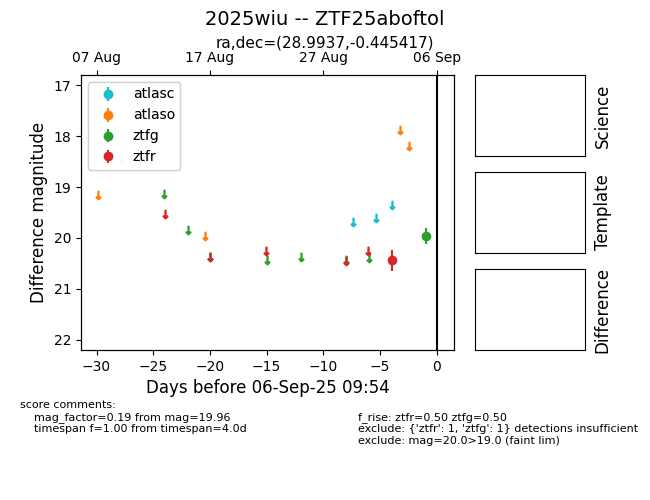 2025wiu -- ZTF25aboftol
ra,dec=(28.9937,-0.445417)
07 Aug 17 Aug 27 Aug 06 Sep
17
18
19
20
21
22
Difference magnitude
atlasc
atlaso
ztfg
ztfr
−30 −25 −20 −15 −10 −5 0
Days before 06-Sep-25 09:54
Science
Template
Difference
score comments:
mag_factor=0.19 from mag=19.96
timespan f=1.00 from timespan=4.0d
f_rise: ztfr=0.50 ztfg=0.50
exclude: {'ztfr': 1, 'ztfg': 1} detections insufficient
exclude: mag=20.0>19.0 (faint lim)